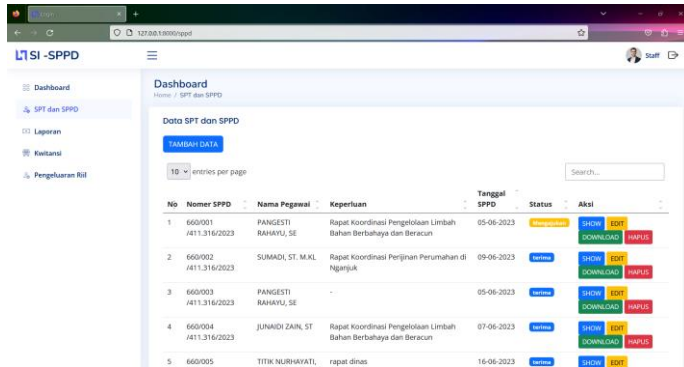 127.0.0.1:8000/sppd
SI -SPPD
Staff
Dashboard
SPT dan SPPD
Laporan
Kwitansi
Pengeluaran Riil
Dashboard
Home / SPT dan SPPD
Data SPT dan SPPD
TAMBAH DATA
10 entries per page
Search...
No Nomer SPPD Nama Pegawai Keperluan Tanggal SPPD Status Aksi
1 660/001 PANGESTI Rapat Koordinasi Pengelolaan Limbah 05-06-2023 Mengajukan SHOW EDIT
/411.316/2023 RAHAYU, SE Bahan Berbahaya dan Beracun DOWNLOAD HAPUS
2 660/002 SUMADI, ST. M.KL Rapat Koordinasi Perijinan Perumahan di 09-06-2023 terima SHOW EDIT
/411.316/2023 Nganjuk DOWNLOAD HAPUS
3 660/003 PANGESTI - 05-06-2023 terima SHOW EDIT
/411.316/2023 RAHAYU, SE DOWNLOAD HAPUS
4 660/004 JUNAIDI ZAIN, ST Rapat Koordinasi Pengelolaan Limbah 07-06-2023 terima SHOW EDIT
/411.316/2023 Bahan Berbahaya dan Beracun DOWNLOAD HAPUS
5 660/005 TITIK NURHAYATI, rapat dinas 16-06-2023 terima SHOW EDIT